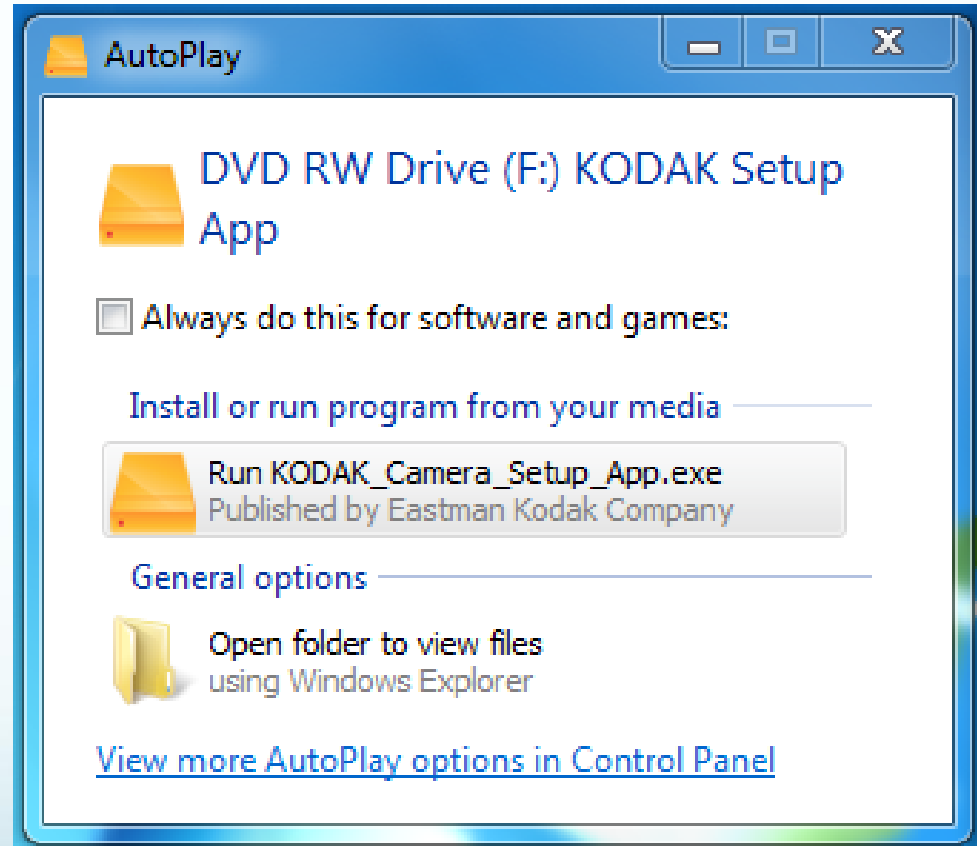 AutoPlay
DVD RW Drive (F:) KODAK Setup
App
Always do this for software and games:
Install or run program from your media
Run KODAK_Camera_Setup_App.exe
Published by Eastman Kodak Company
General options
Open folder to view files
using Windows Explorer
View more AutoPlay options in Control Panel